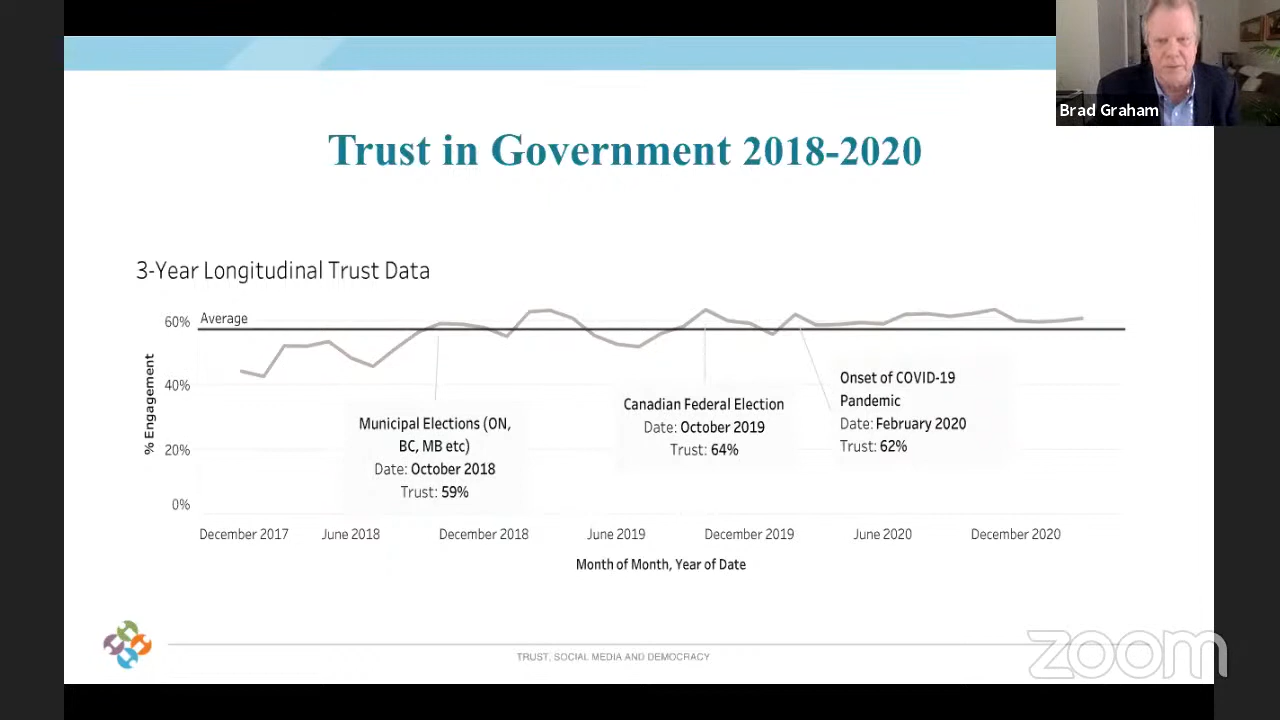 Brad Graham
Trust in Government 2018-2020
3-Year Longitudinal Trust Data
60%
Average
40%
20%
0%
% Engagement
Municipal Elections (ON,
BC, MB etc)
Date: October 2018
Trust: 59%
Canadian Federal Election
Date: October 2019
Trust: 64%
Onset of COVID-19
Pandemic
Date: February 2020
Trust: 62%
December 2017 June 2018 December 2018 June 2019 December 2019 June 2020 December 2020
Month of Month, Year of Date
TRUST, SOCIAL MEDIA AND DEMOCRACY
zoom